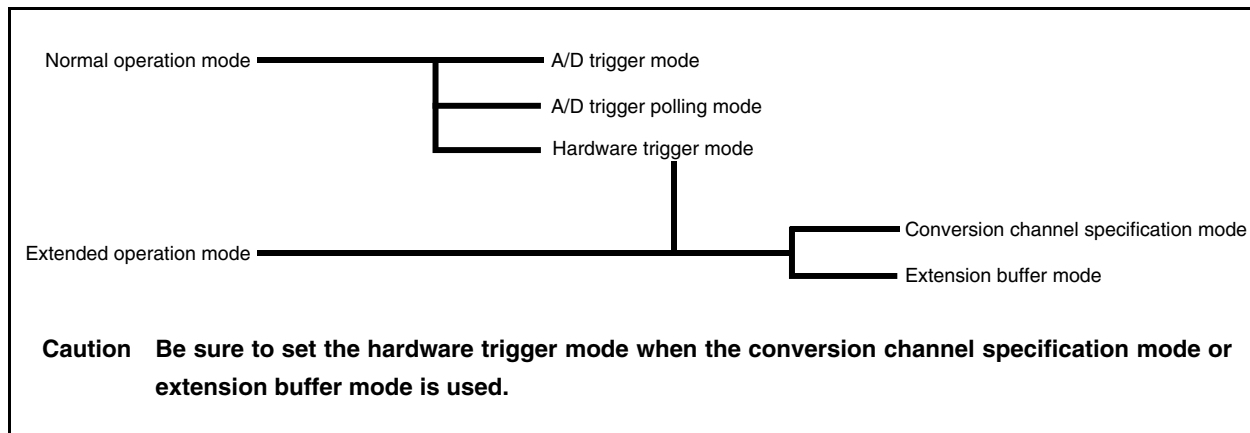 Normal operation mode
A/D trigger mode
A/D trigger polling mode
Hardware trigger mode
Conversion channel specification mode
Extended operation mode
Extension buffer mode
Caution Be sure to set the hardware trigger mode when the conversion channel specification mode or
extension buffer mode is used.